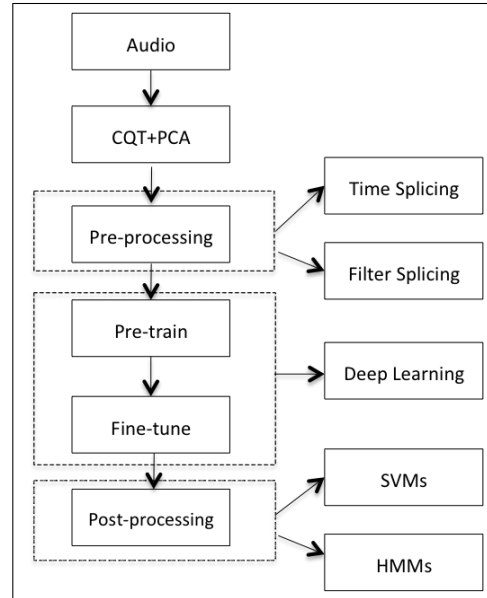 Audio
CQT+PCA
Pre-processing
Time Splicing
Filter Splicing
Pre-train
Fine-tune
Deep Learning
Post-processing
SVMs
HMMs